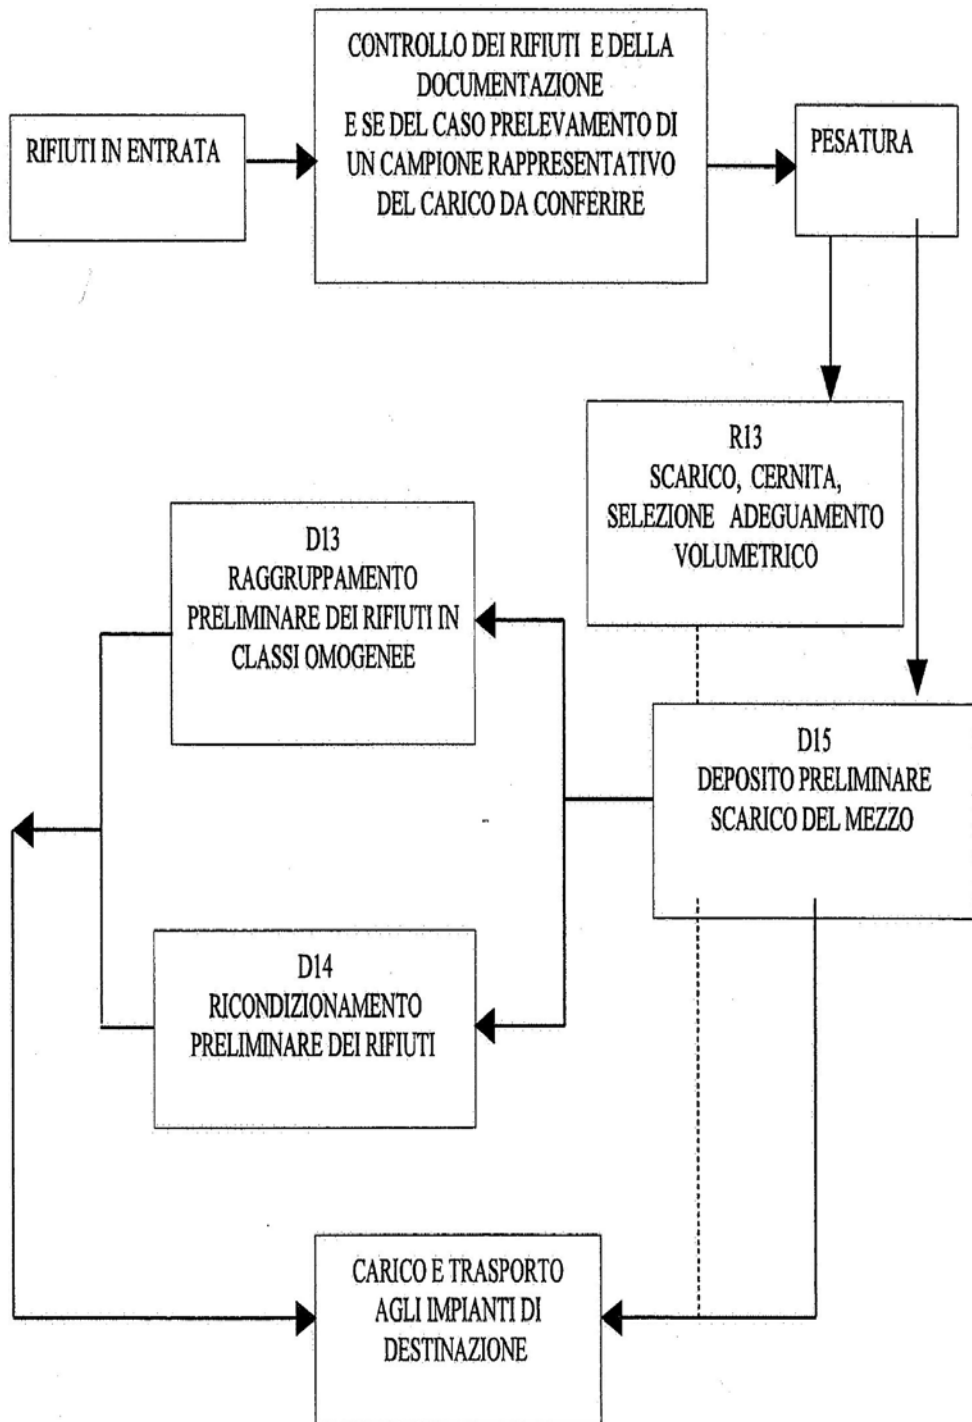 RIFIUTI IN ENTRATA
CONTROLLO DEI RIFIUTI E DELLA
DOCUMENTAZIONE
E SE DEL CASO PRELEVAMENTO DI
UN CAMPIONE RAPPRESENTATIVO
DEL CARICO DA CONFERIRE
PESATURA
R13
SCARICO, CERNITA,
SELEZIONE ADEGUAMENTO
VOLUMETRICO
D13
RAGGRUPPAMENTO
PRELIMINARE DEI RIFIUTI IN
CLASSI OMOGENEE
D15
DEPOSITO PRELIMINARE
SCARICO DEL MEZZO
D14
RICONDIZIONAMENTO
PRELIMINARE DEI RIFIUTI
CARICO E TRASPORTO
AGLI IMPIANTI DI
DESTINAZIONE